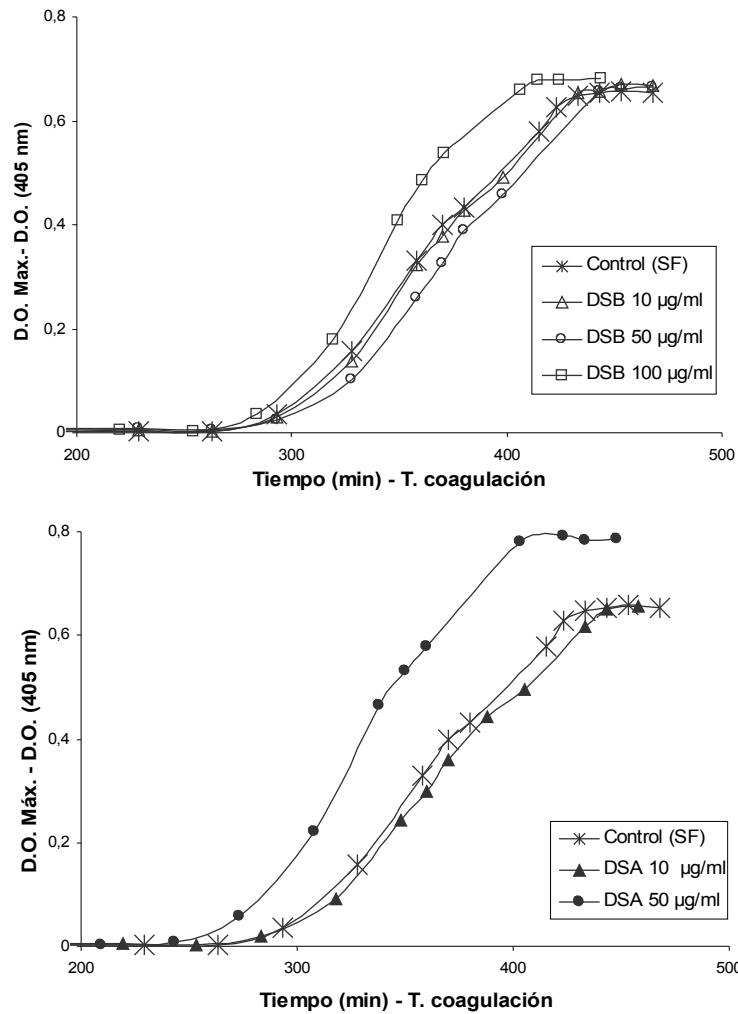 0,8
0,6
0,4
0,2
0
D.O. Max.- D.O. (405 nm)
Control (SF)
DSB 10 µg/ml
DSB 50 µg/ml
DSB 100 µg/ml
200
300
400
500
Tiempo (min) - T. coagulación
0,8
0,6
0,4
0,2
0
D.O. Máx. - D.O. (405 nm)
Control (SF)
DSA 10 µg/ml
DSA 50 µg/ml
200
300
400
500
Tiempo (min) - T. coagulación